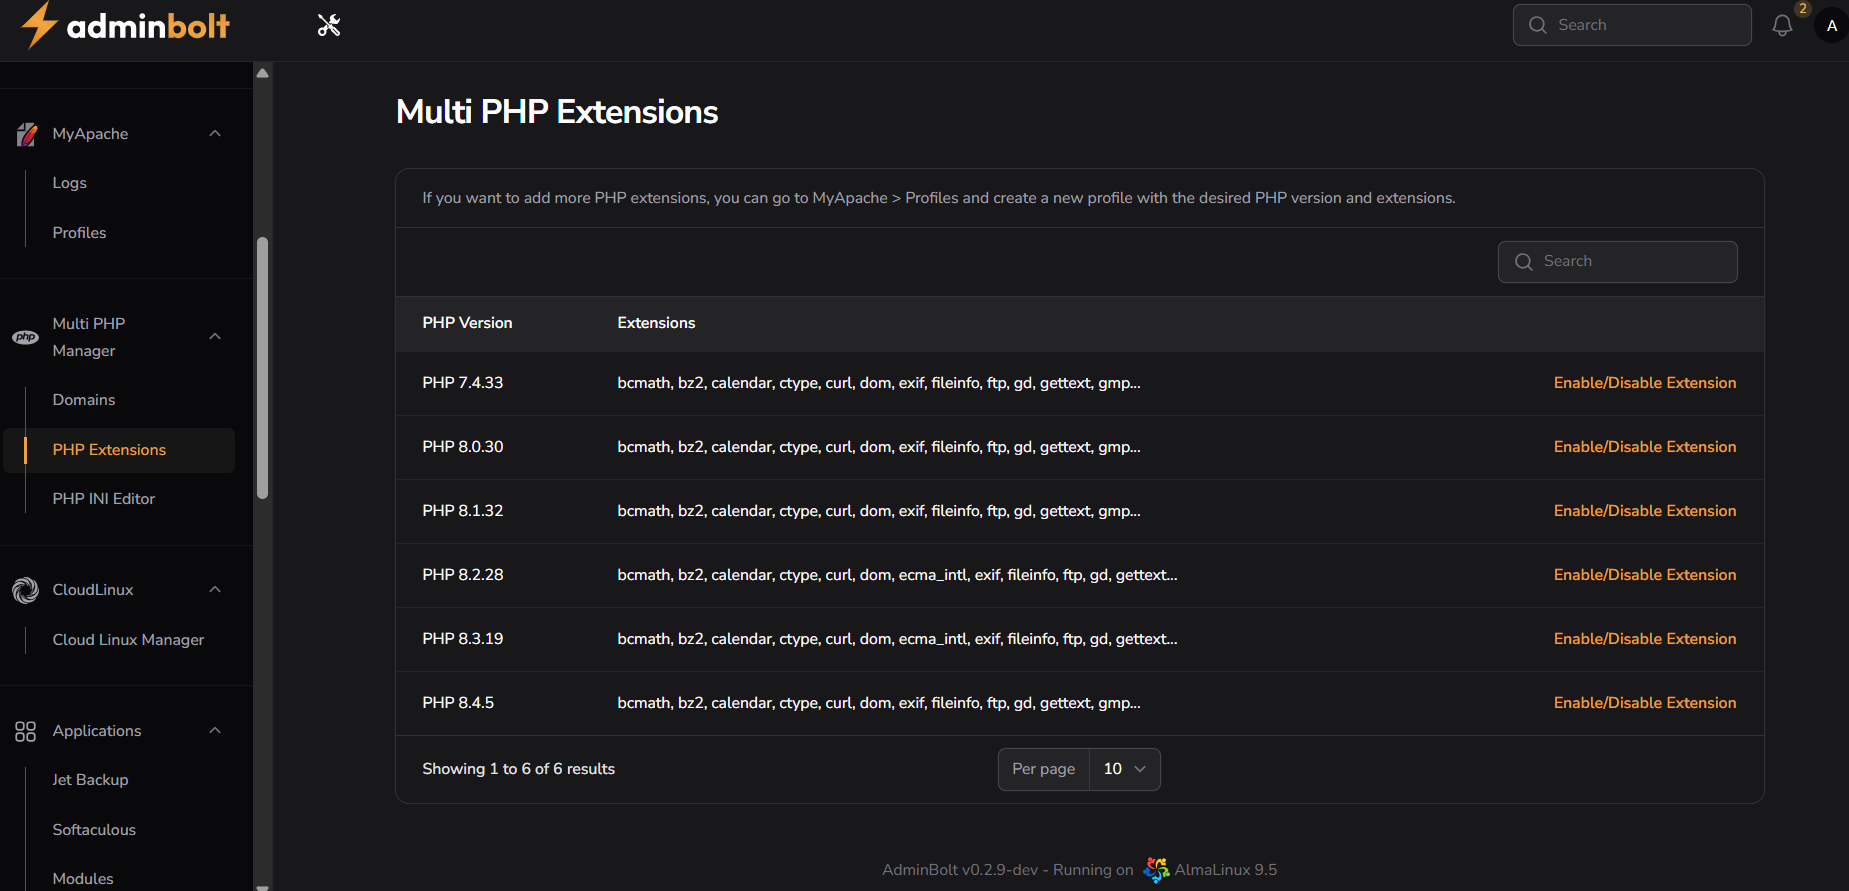 adminbolt
Search
2
A
MyApache
Logs
Profiles
php
Multi PHP
Manager
Domains
PHP Extensions
PHP INI Editor
CloudLinux
Cloud Linux Manager
Applications
Jet Backup
Softaculous
Modules
Multi PHP Extensions
If you want to add more PHP extensions, you can go to MyApache > Profiles and create a new profile with the desired PHP version and extensions.
Search
PHP Version Extensions
PHP 7.4.33 bcmath, bz2, calendar, ctype, curl, dom, exif, fileinfo, ftp, gd, gettext, gmp... Enable/Disable Extension
PHP 8.0.30 bcmath, bz2, calendar, ctype, curl, dom, exif, fileinfo, ftp, gd, gettext, gmp... Enable/Disable Extension
PHP 8.1.32 bcmath, bz2, calendar, ctype, curl, dom, exif, fileinfo, ftp, gd, gettext, gmp... Enable/Disable Extension
PHP 8.2.28 bcmath, bz2, calendar, ctype, curl, dom, ecma_intl, exif, fileinfo, ftp, gd, gettext... Enable/Disable Extension
PHP 8.3.19 bcmath, bz2, calendar, ctype, curl, dom, ecma_intl, exif, fileinfo, ftp, gd, gettext... Enable/Disable Extension
PHP 8.4.5 bcmath, bz2, calendar, ctype, curl, dom, exif, fileinfo, ftp, gd, gettext, gmp... Enable/Disable Extension
Showing 1 to 6 of 6 results Per page 10
AdminBolt v0.2.9-dev - Running on AlmaLinux 9.5